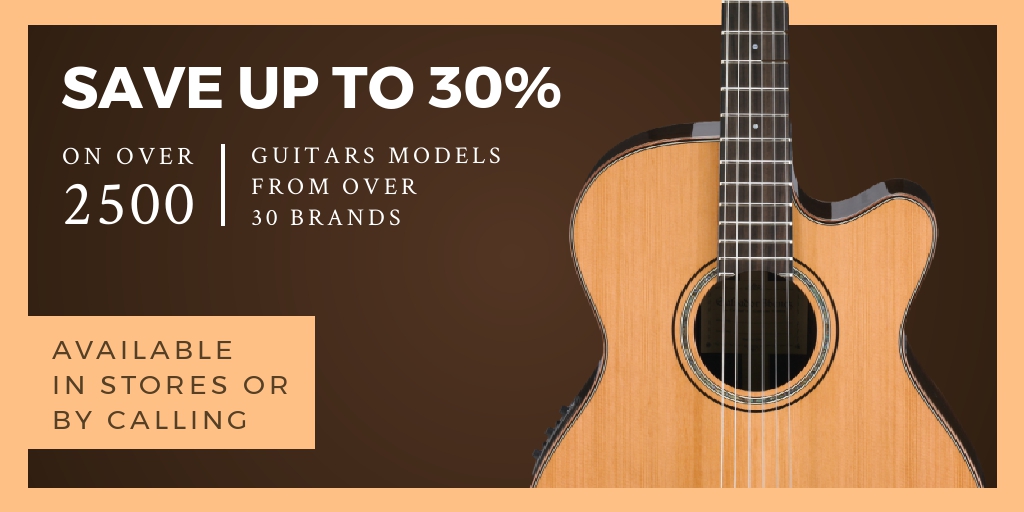 SAVE UP TO 30%
ON OVER
2500
GUITARS MODELS
FROM OVER
30 BRANDS
AVAILABLE
IN STORES OR
BY CALLING